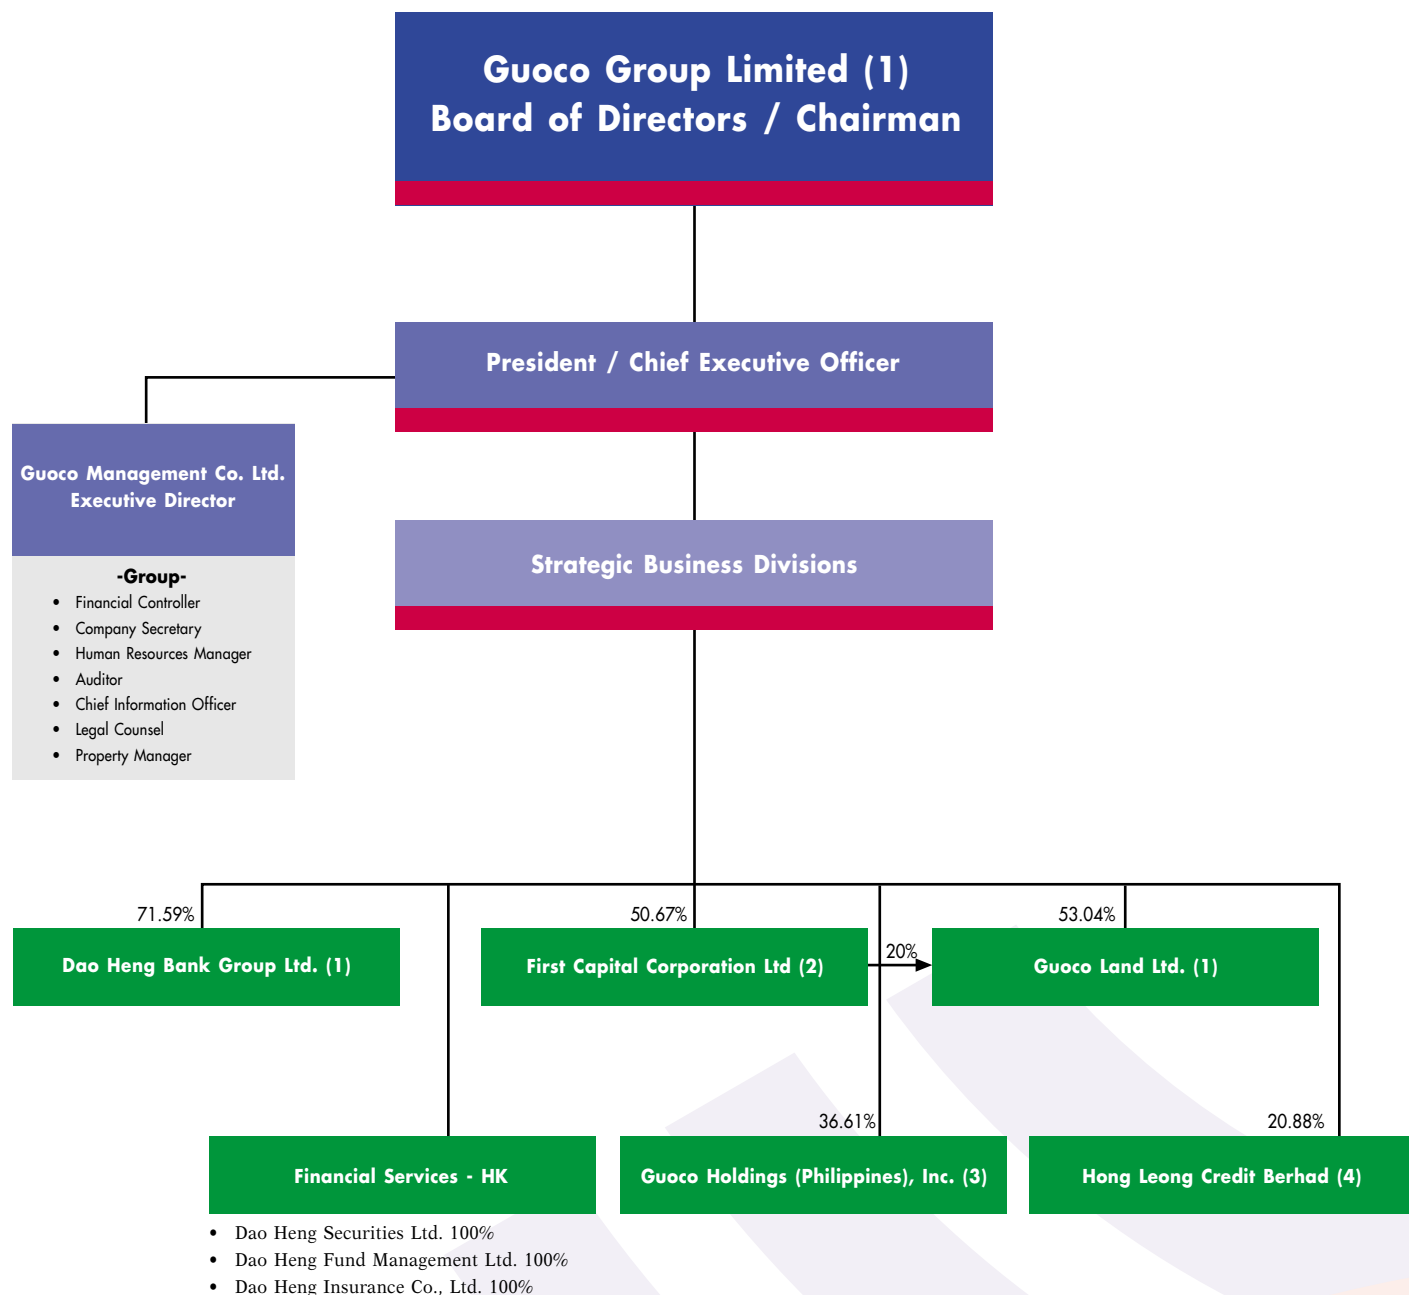 Guoco Group Limited (1)
Board of Directors / Chairman
President / Chief Executive Officer
Guoco Management Co. Ltd.
Executive Director
-Group-
• Financial Controller
• Company Secretary
• Human Resources Manager
• Auditor
• Chief Information Officer
• Legal Counsel
• Property Manager
Strategic Business Divisions
71.59%
50.67%
53.04%
Dao Heng Bank Group Ltd. (1)
First Capital Corporation Ltd (2)
20%
Guoco Land Ltd. (1)
36.61%
20.88%
Financial Services - HK
Guoco Holdings (Philippines), Inc. (3)
Hong Leong Credit Berhad (4)
• Dao Heng Securities Ltd. 100%
• Dao Heng Fund Management Ltd. 100%
• Dao Heng Insurance Co., Ltd. 100%